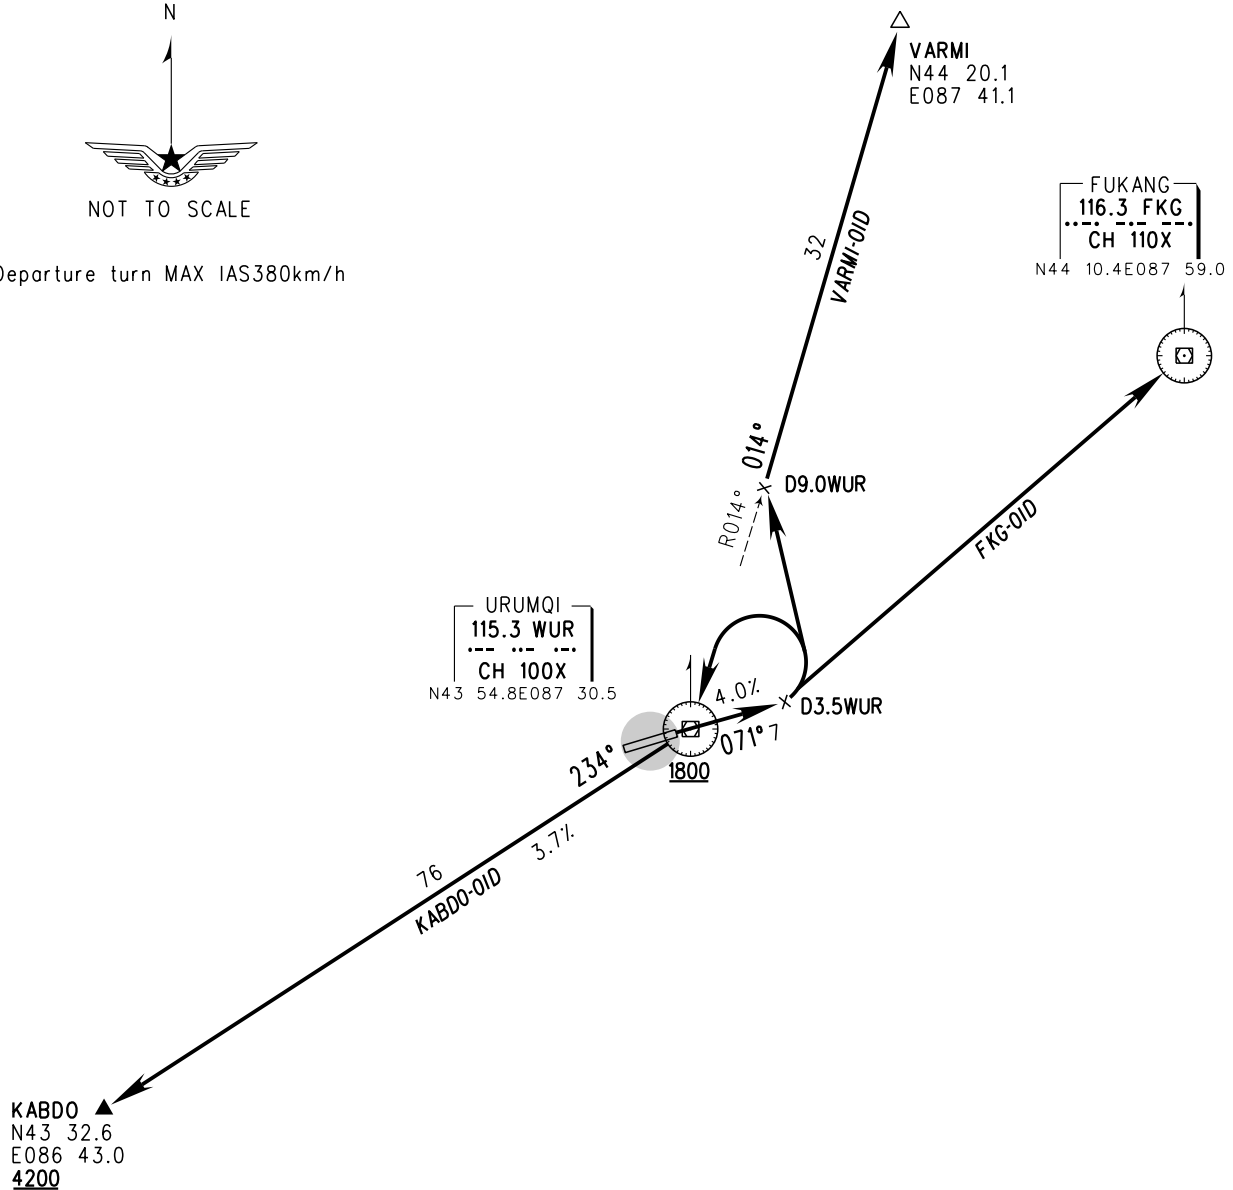 N
NOT TO SCALE
Departure turn MAX IAS380km/h
VARMI
N44 20.1
E087 41.1
FUKANG
116.3 FKG
CH 110X
N44 10.4E087 59.0
32
VARMI-01D
014°
R014°
D9.0WUR
FKG-01D
URUMQI
115.3 WUR
CH 100X
N43 54.8E087 30.5
4.0%
D3.5WUR
071° 7
1800
234°
3.7%
76
KABDO-01D
KABDO
N43 32.6
E086 43.0
4200